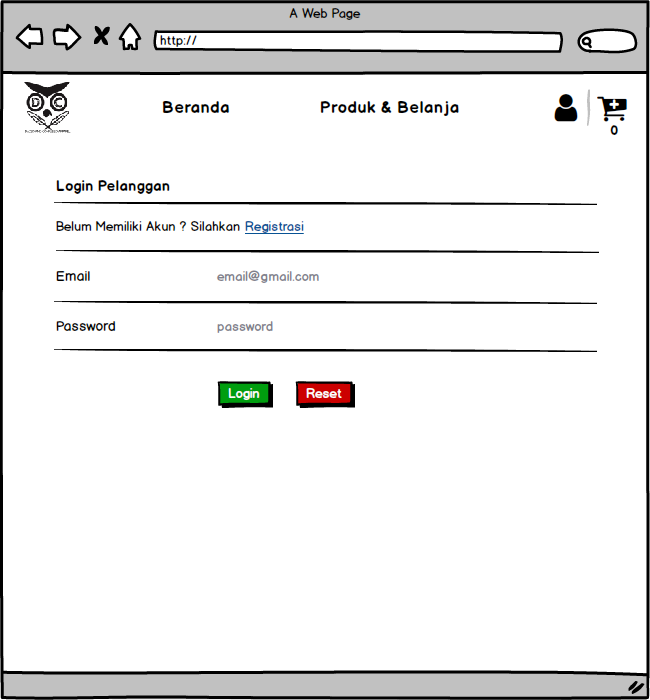 A Web Page
http://
D C
Beranda
Produk & Belanja
0
Login Pelanggan
Belum Memiliki Akun ? Silahkan Registrasi
Email
email@gmail.com
Password
password
Login
Reset